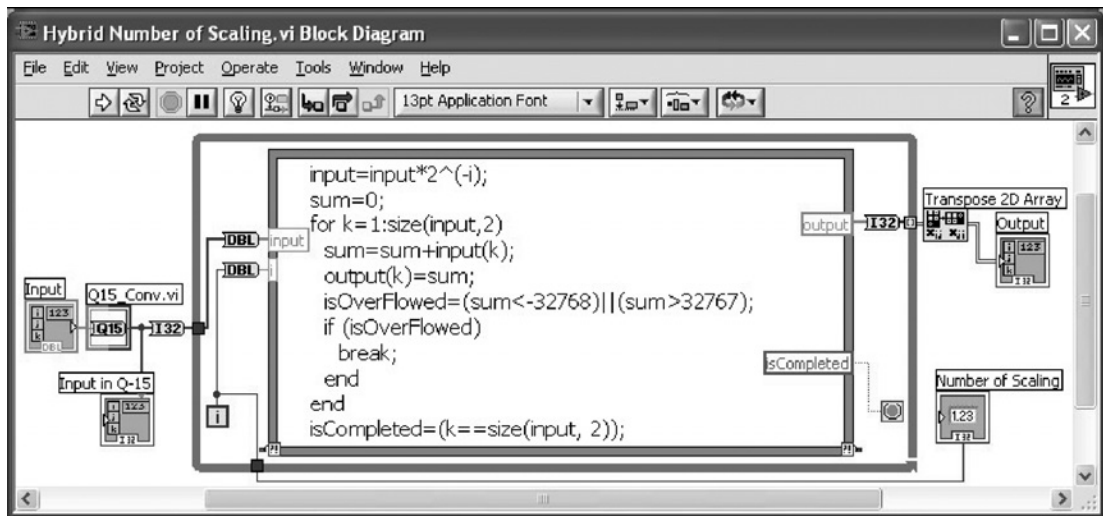 Hybrid Number of Scaling.vi Block Diagram
File Edit View Project Operate Tools Window Help
13pt Application Font
2
input=input*2^(-i);
sum=0;
for k=1:size(input,2)
sum=sum+input(k);
output(k)=sum;
isOverFlowed=(sum<-32768)||(sum>32767);
if (isOverFlowed)
break;
end
end
isCompleted=(k==size(input, 2));
DBL
input
DBL
i
Input
123
DBL
Q15_Conv.vi
Q15
I32
Input in Q-15
123
I32
i
output
I32
Transpose 2D Array
Output
123
I32
isCompleted
Number of Scaling
1.23
I32